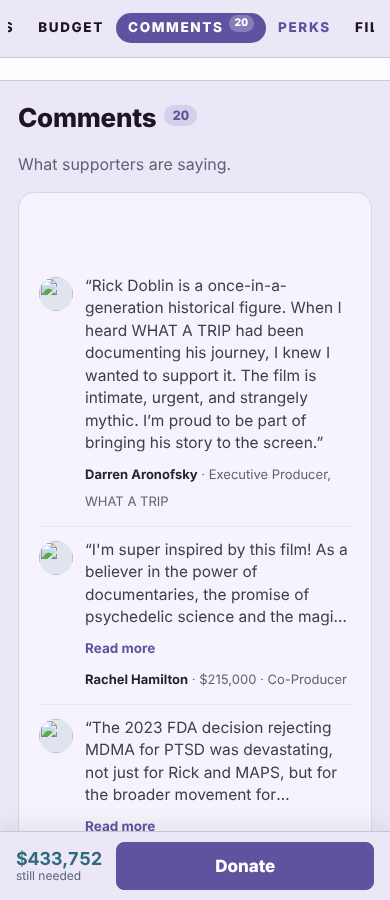 S BUDGET COMMENTS 20 PERKS FIL
Comments 20
What supporters are saying.
“Rick Doblin is a once-in-a-
generation historical figure. When I
heard WHAT A TRIP had been
documenting his journey, I knew I
wanted to support it. The film is
intimate, urgent, and strangely
mythic. I’m proud to be part of
bringing his story to the screen.”
Darren Aronofsky · Executive Producer,
WHAT A TRIP
“I'm super inspired by this film! As a
believer in the power of
documentaries, the promise of
psychedelic science and the magi...
Read more
Rachel Hamilton · $215,000 · Co-Producer
“The 2023 FDA decision rejecting
MDMA for PTSD was devastating,
not just for Rick and MAPS, but for
the broader movement for...
Read more
$433,752
still needed
Donate